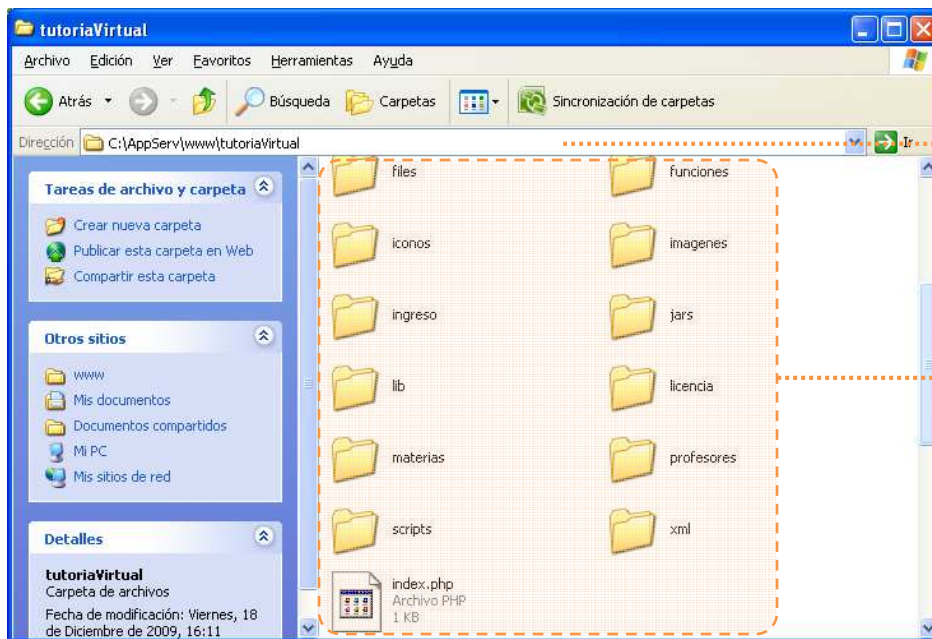 tutoriaVirtual
Archivo Edición Ver Favoritos Herramientas Ayuda
Atrás Búsqueda Carpetas Sincronización de carpetas
Dirección C:\AppServ\www\tutoriaVirtual Ir
Tareas de archivo y carpeta
Crear nueva carpeta
Publicar esta carpeta en Web
Compartir esta carpeta
Otros sitios
www
Mis documentos
Documentos compartidos
Mi PC
Mis sitios de red
Detalles
tutoriaVirtual
Carpeta de archivos
Fecha de modificación: Viernes, 18
de Diciembre de 2009, 16:11
files funciones
iconos imagenes
ingreso jars
lib licencia
materias profesores
scripts xml
index.php
Archivo PHP
1 KB